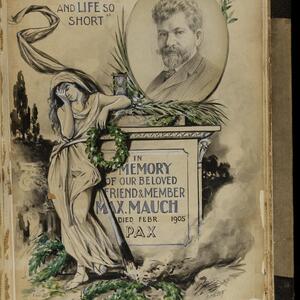 AND LIFE SO
SHORT"
IN
MEMORY
OF OUR BELOVED
FRIEND & MEMBER
MAX. MAUCH
DIED FEBR 1905
PAX